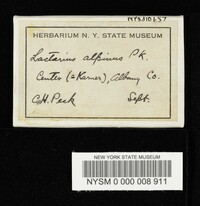 HERBARIUM N. Y. STATE MUSEUM
Lactarius alpinus Pk.
Center (=Karner), Albany Co.
C.H. Peck Sept.
NEW YORK STATE MUSEUM
NYSM 0 000 008 911